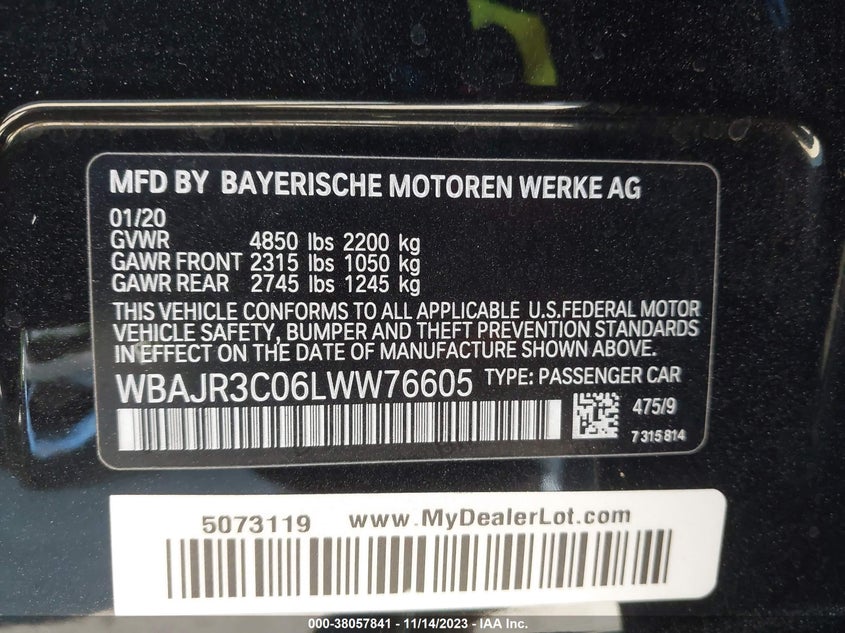 MFD BY BAYERISCHE MOTOREN WERKE AG
01/20
GVWR 4850 lbs 2200 kg
GAWR FRONT 2315 lbs 1050 kg
GAWR REAR 2745 lbs 1245 kg
THIS VEHICLE CONFORMS TO ALL APPLICABLE U.S.FEDERAL MOTOR
VEHICLE SAFETY, BUMPER AND THEFT PREVENTION STANDARDS
IN EFFECT ON THE DATE OF MANUFACTURE SHOWN ABOVE.
WBAJR3C06LWW76605 TYPE: PASSENGER CAR
475/9
7315814
5073119 www.MyDealerLot.com
000-38057841 - 11/14/2023 - IAA Inc.